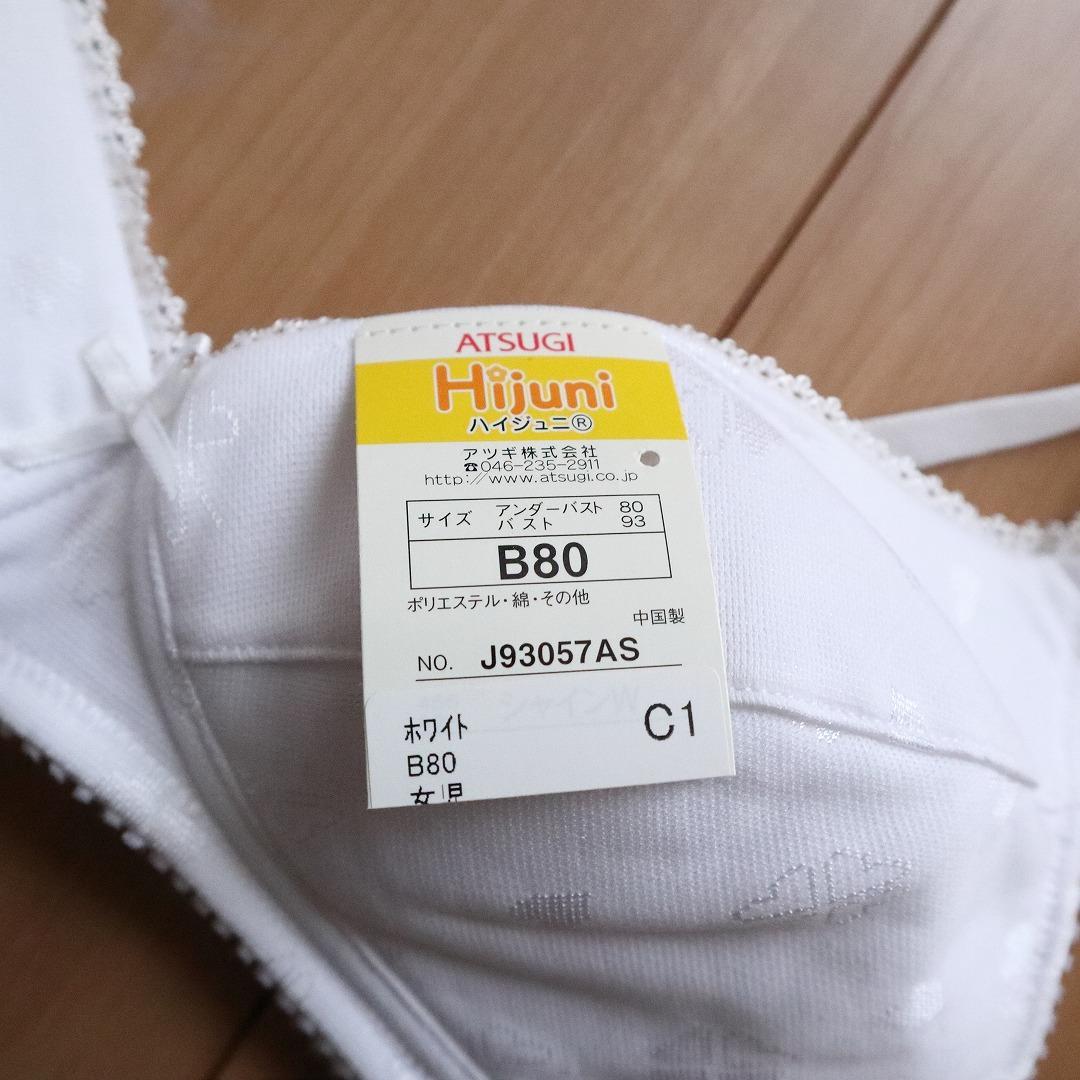 ATSUGI
Hijuni
ハイジュニ®
アツギ株式会社
☎046-235-2911
http://www.atsugi.co.jp
サイズ アンダーバスト 80
バスト 93
B80
ポリエステル・綿・その他
中国製
NO. J93057AS
シャインW
ホワイト C1
B80
女児